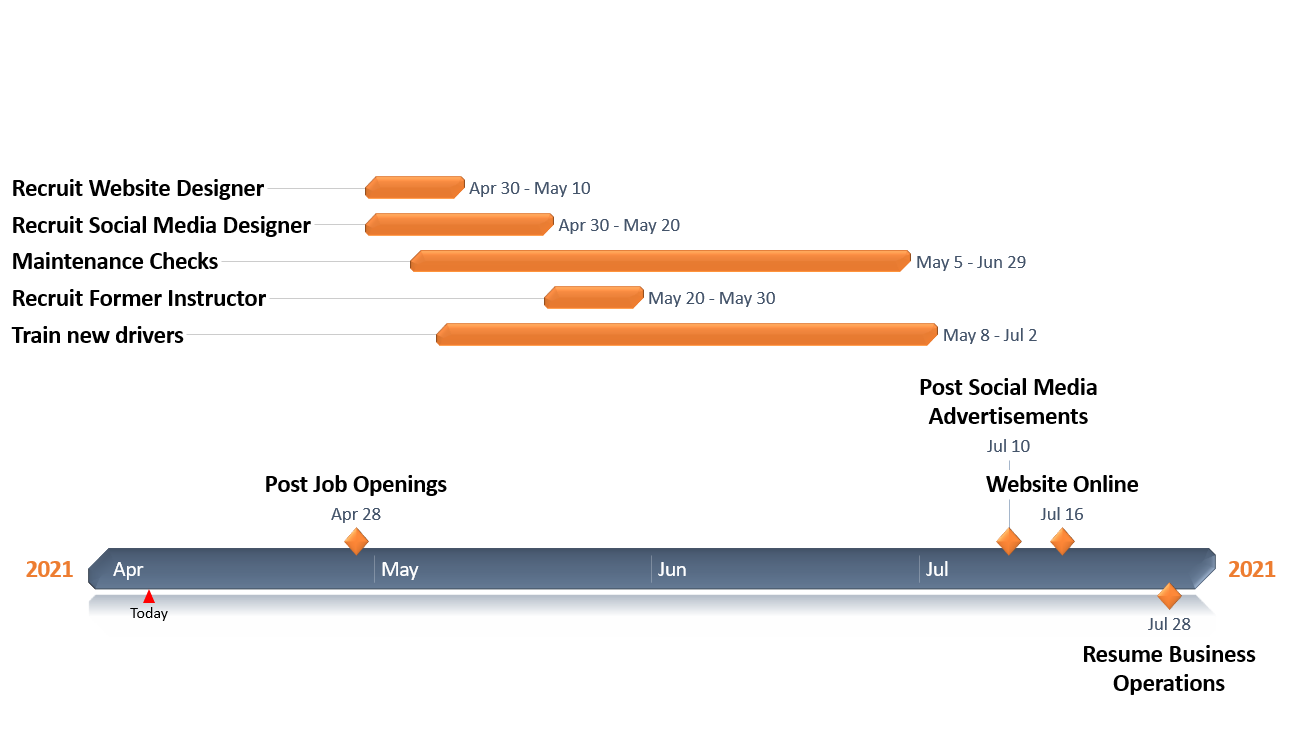 Recruit Website Designer
Apr 30 - May 10
Recruit Social Media Designer
Apr 30 - May 20
Maintenance Checks
May 5 - Jun 29
Recruit Former Instructor
May 20 - May 30
Train new drivers
May 8 - Jul 2
Post Social Media
Advertisements
Jul 10
Post Job Openings
Apr 28
Website Online
Jul 16
2021
Apr
May
Jun
Jul
2021
Today
Jul 28
Resume Business
Operations